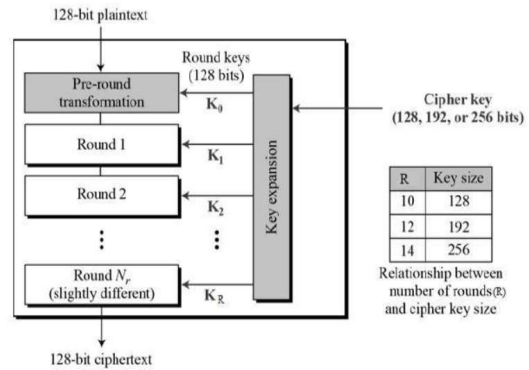 128-bit plaintext
Round keys
(128 bits)
Pre-round
transformation
K₀
Cipher key
(128, 192, or 256 bits)
Round 1
K₁
Round 2
K₂
Key expansion
R Key size
10 128
12 192
14 256
Round Nᵣ
(slightly different)
K_R
Relationship between
number of rounds(R)
and cipher key size
128-bit ciphertext